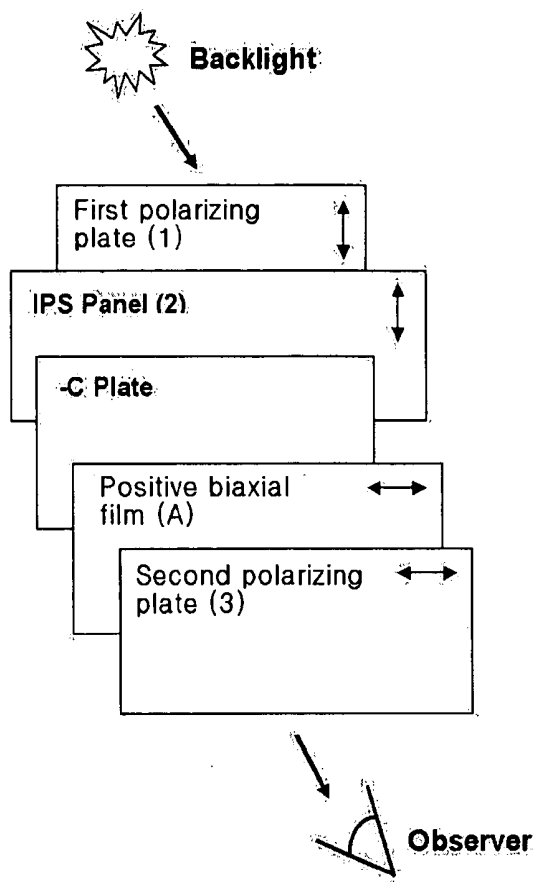 Backlight
First polarizing
plate (1)
IPS Panel (2)
-C Plate
Positive biaxial
film (A)
Second polarizing
plate (3)
Observer